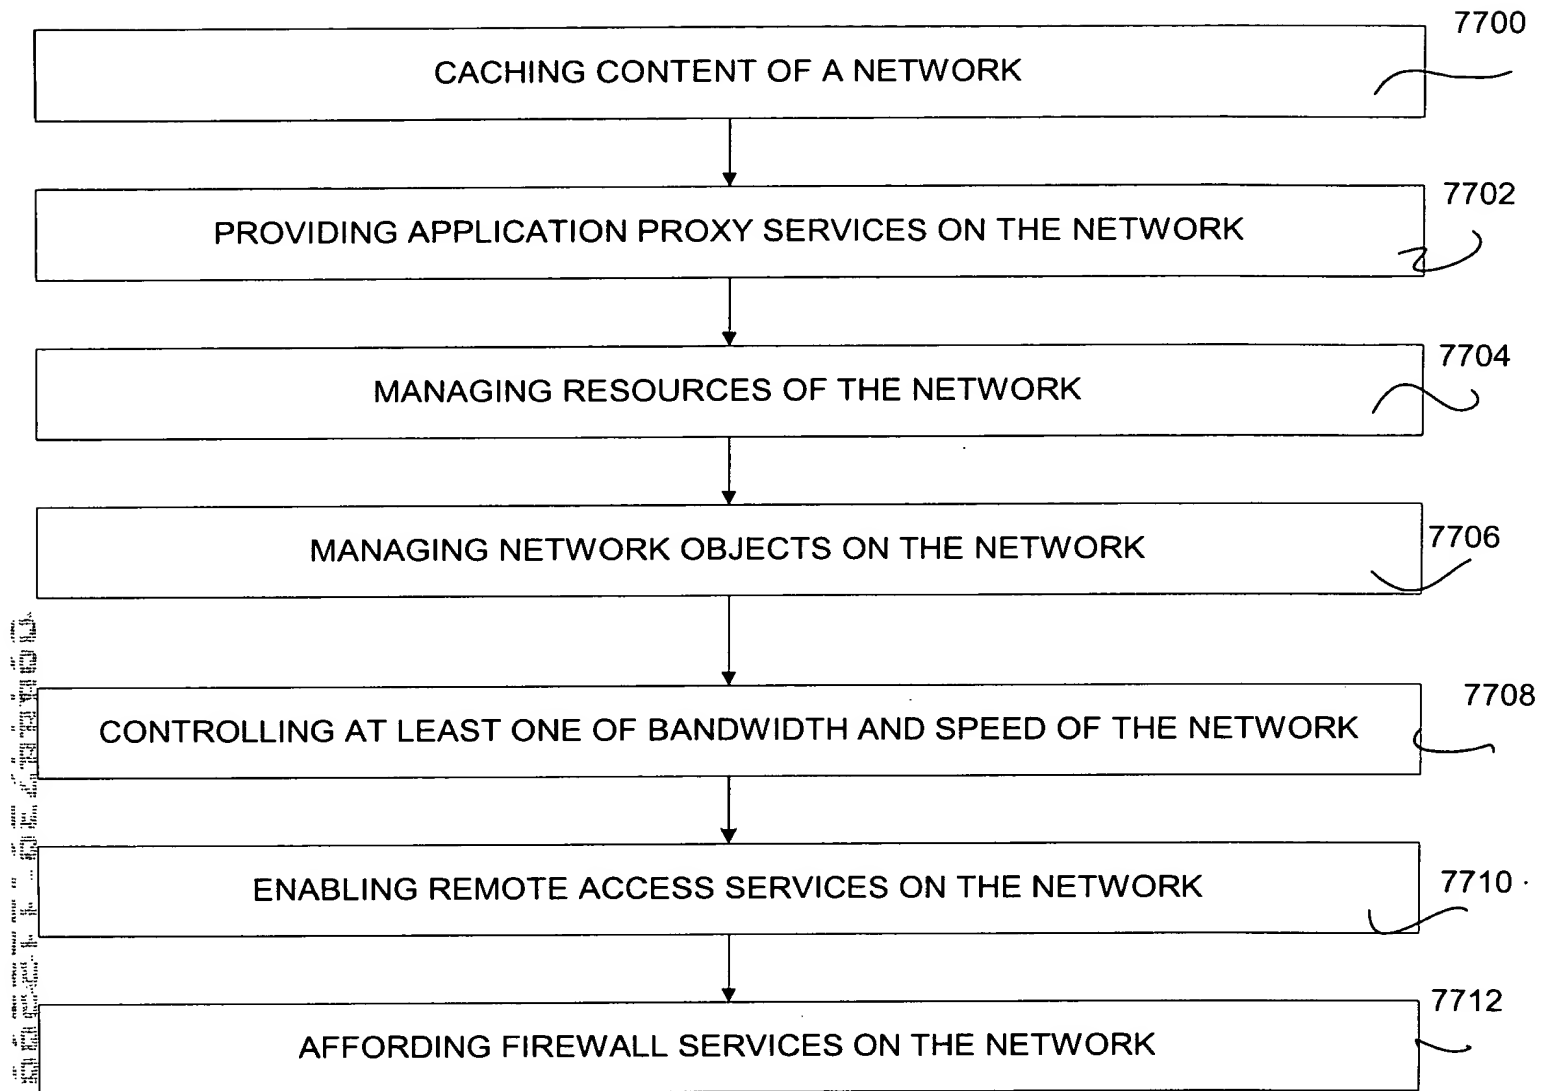 7700
CACHING CONTENT OF A NETWORK
7702
PROVIDING APPLICATION PROXY SERVICES ON THE NETWORK
7704
MANAGING RESOURCES OF THE NETWORK
7706
MANAGING NETWORK OBJECTS ON THE NETWORK
7708
CONTROLLING AT LEAST ONE OF BANDWIDTH AND SPEED OF THE NETWORK
7710
ENABLING REMOTE ACCESS SERVICES ON THE NETWORK
7712
AFFORDING FIREWALL SERVICES ON THE NETWORK